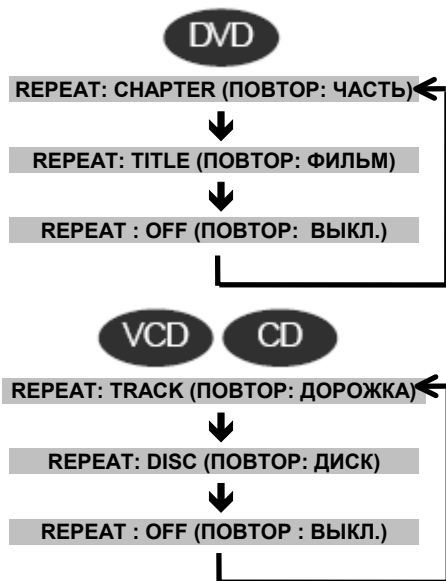 DVD
REPEAT: CHAPTER (ПОВТОР: ЧАСТЬ)
REPEAT: TITLE (ПОВТОР: ФИЛЬМ)
REPEAT : OFF (ПОВТОР: ВЫКЛ.)
VCD CD
REPEAT: TRACK (ПОВТОР: ДОРОЖКА)
REPEAT: DISC (ПОВТОР: ДИСК)
REPEAT : OFF (ПОВТОР : ВЫКЛ.)